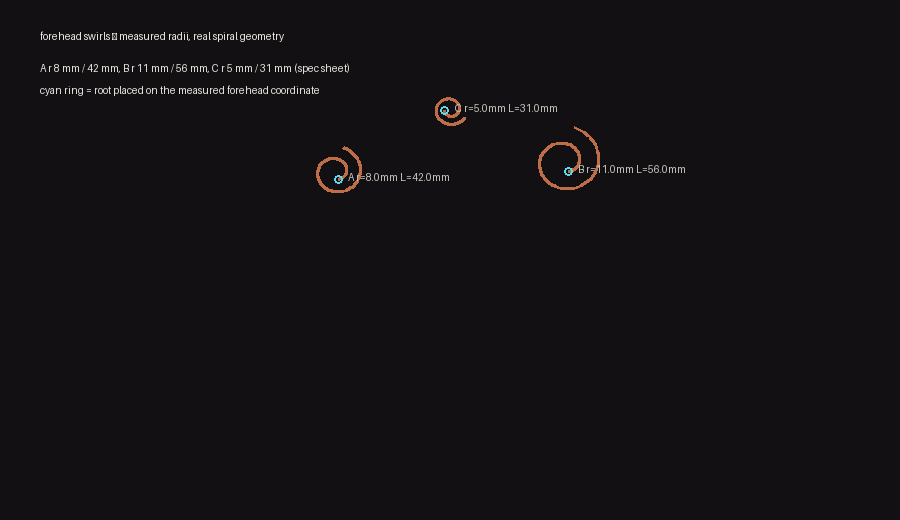 forehead swirls ▯ measured radii, real spiral geometry
A r 8 mm / 42 mm, B r 11 mm / 56 mm, C r 5 mm / 31 mm (spec sheet)
cyan ring = root placed on the measured forehead coordinate
C r=5.0mm L=31.0mm
B r=11.0mm L=56.0mm
A r=8.0mm L=42.0mm